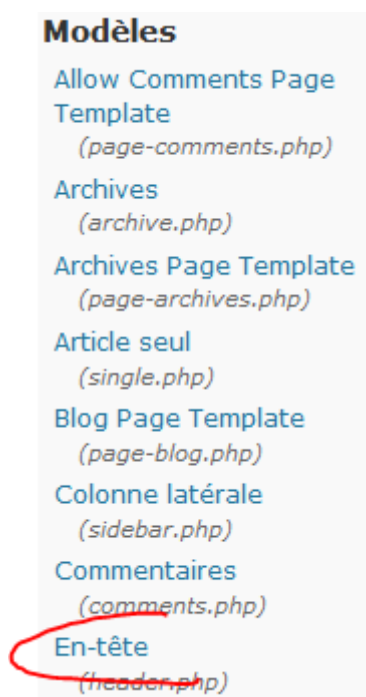 Modèles
Allow Comments Page
Template
(page-comments.php)
Archives
(archive.php)
Archives Page Template
(page-archives.php)
Article seul
(single.php)
Blog Page Template
(page-blog.php)
Colonne latérale
(sidebar.php)
Commentaires
(comments.php)
En-tête
(header.php)